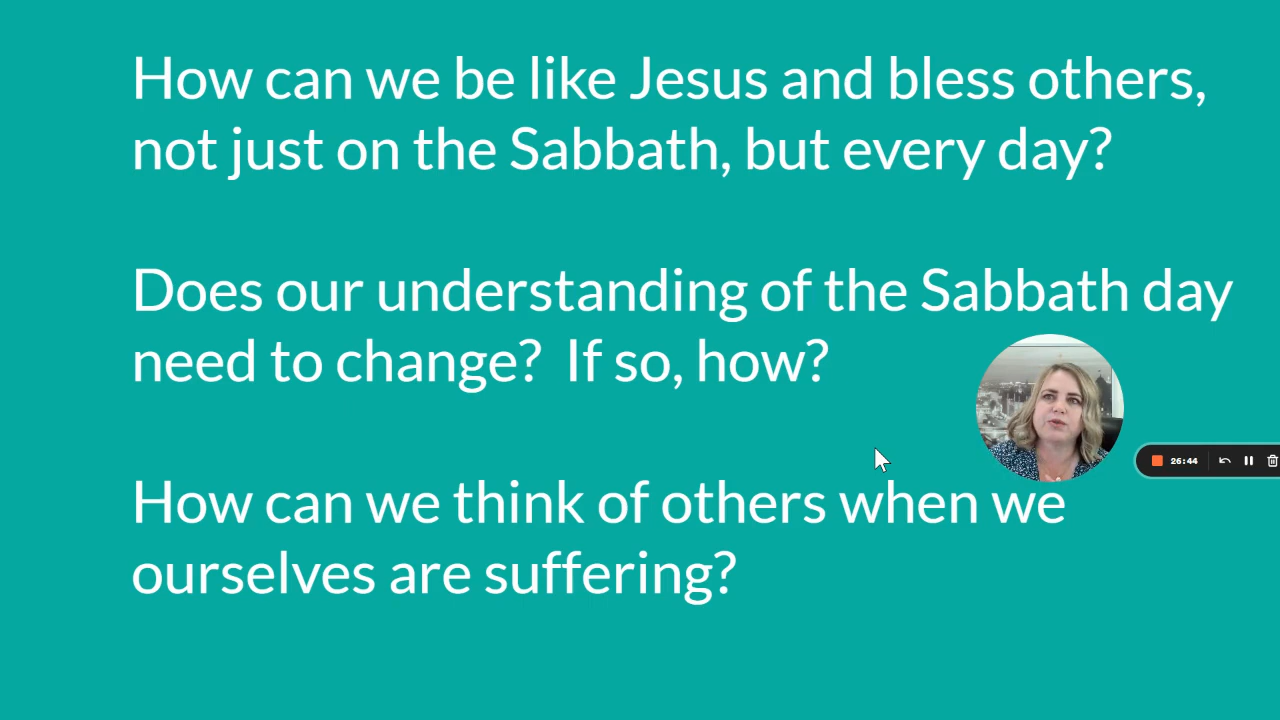 How can we be like Jesus and bless others,
not just on the Sabbath, but every day?
Does our understanding of the Sabbath day
need to change?  If so, how?
26:44
How can we think of others when we
ourselves are suffering?